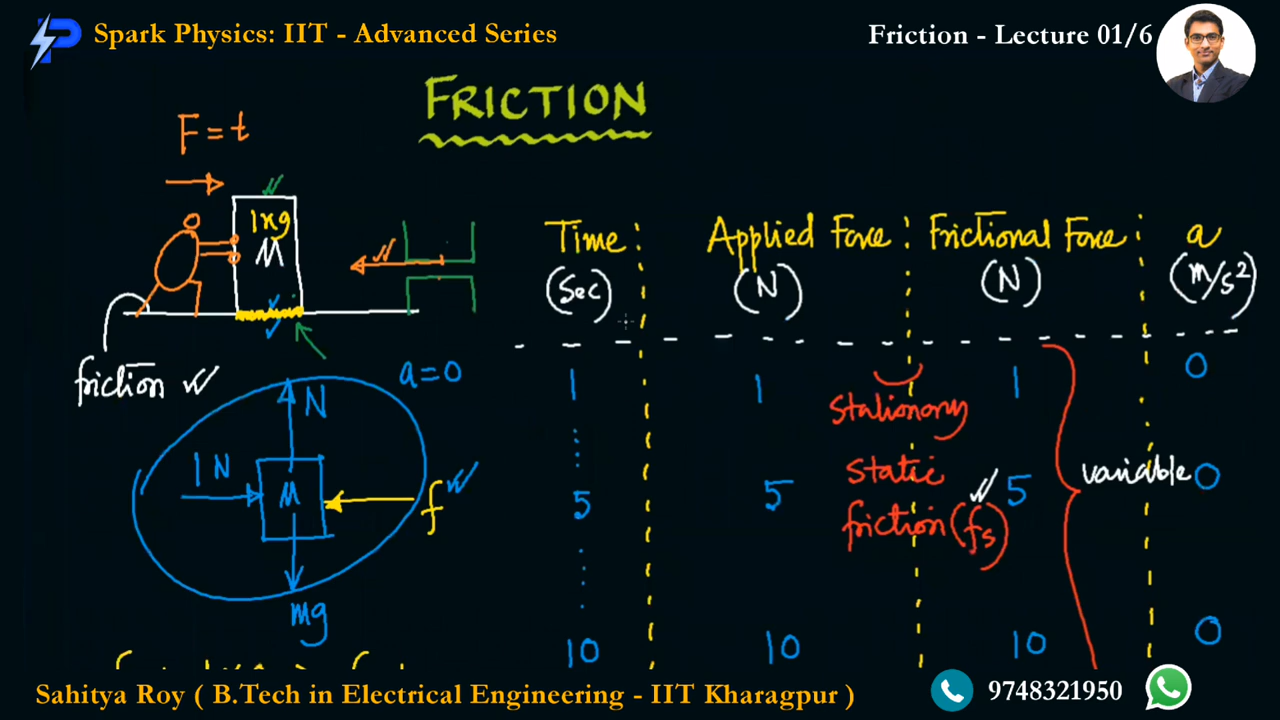 Spark Physics: IIT - Advanced Series
Friction - Lecture 01/6
FRICTION
F = t
1kg
M
friction
a=0
N
1N
M
f
mg
Time: Applied Force: Frictional Force: a
(Sec) (N) (N) (m/s²)
1 1 1 0
Stationary
static
friction (fs)
variable
5 5 5 0
10 10 10 0
Sahitya Roy ( B.Tech in Electrical Engineering - IIT Kharagpur )
9748321950